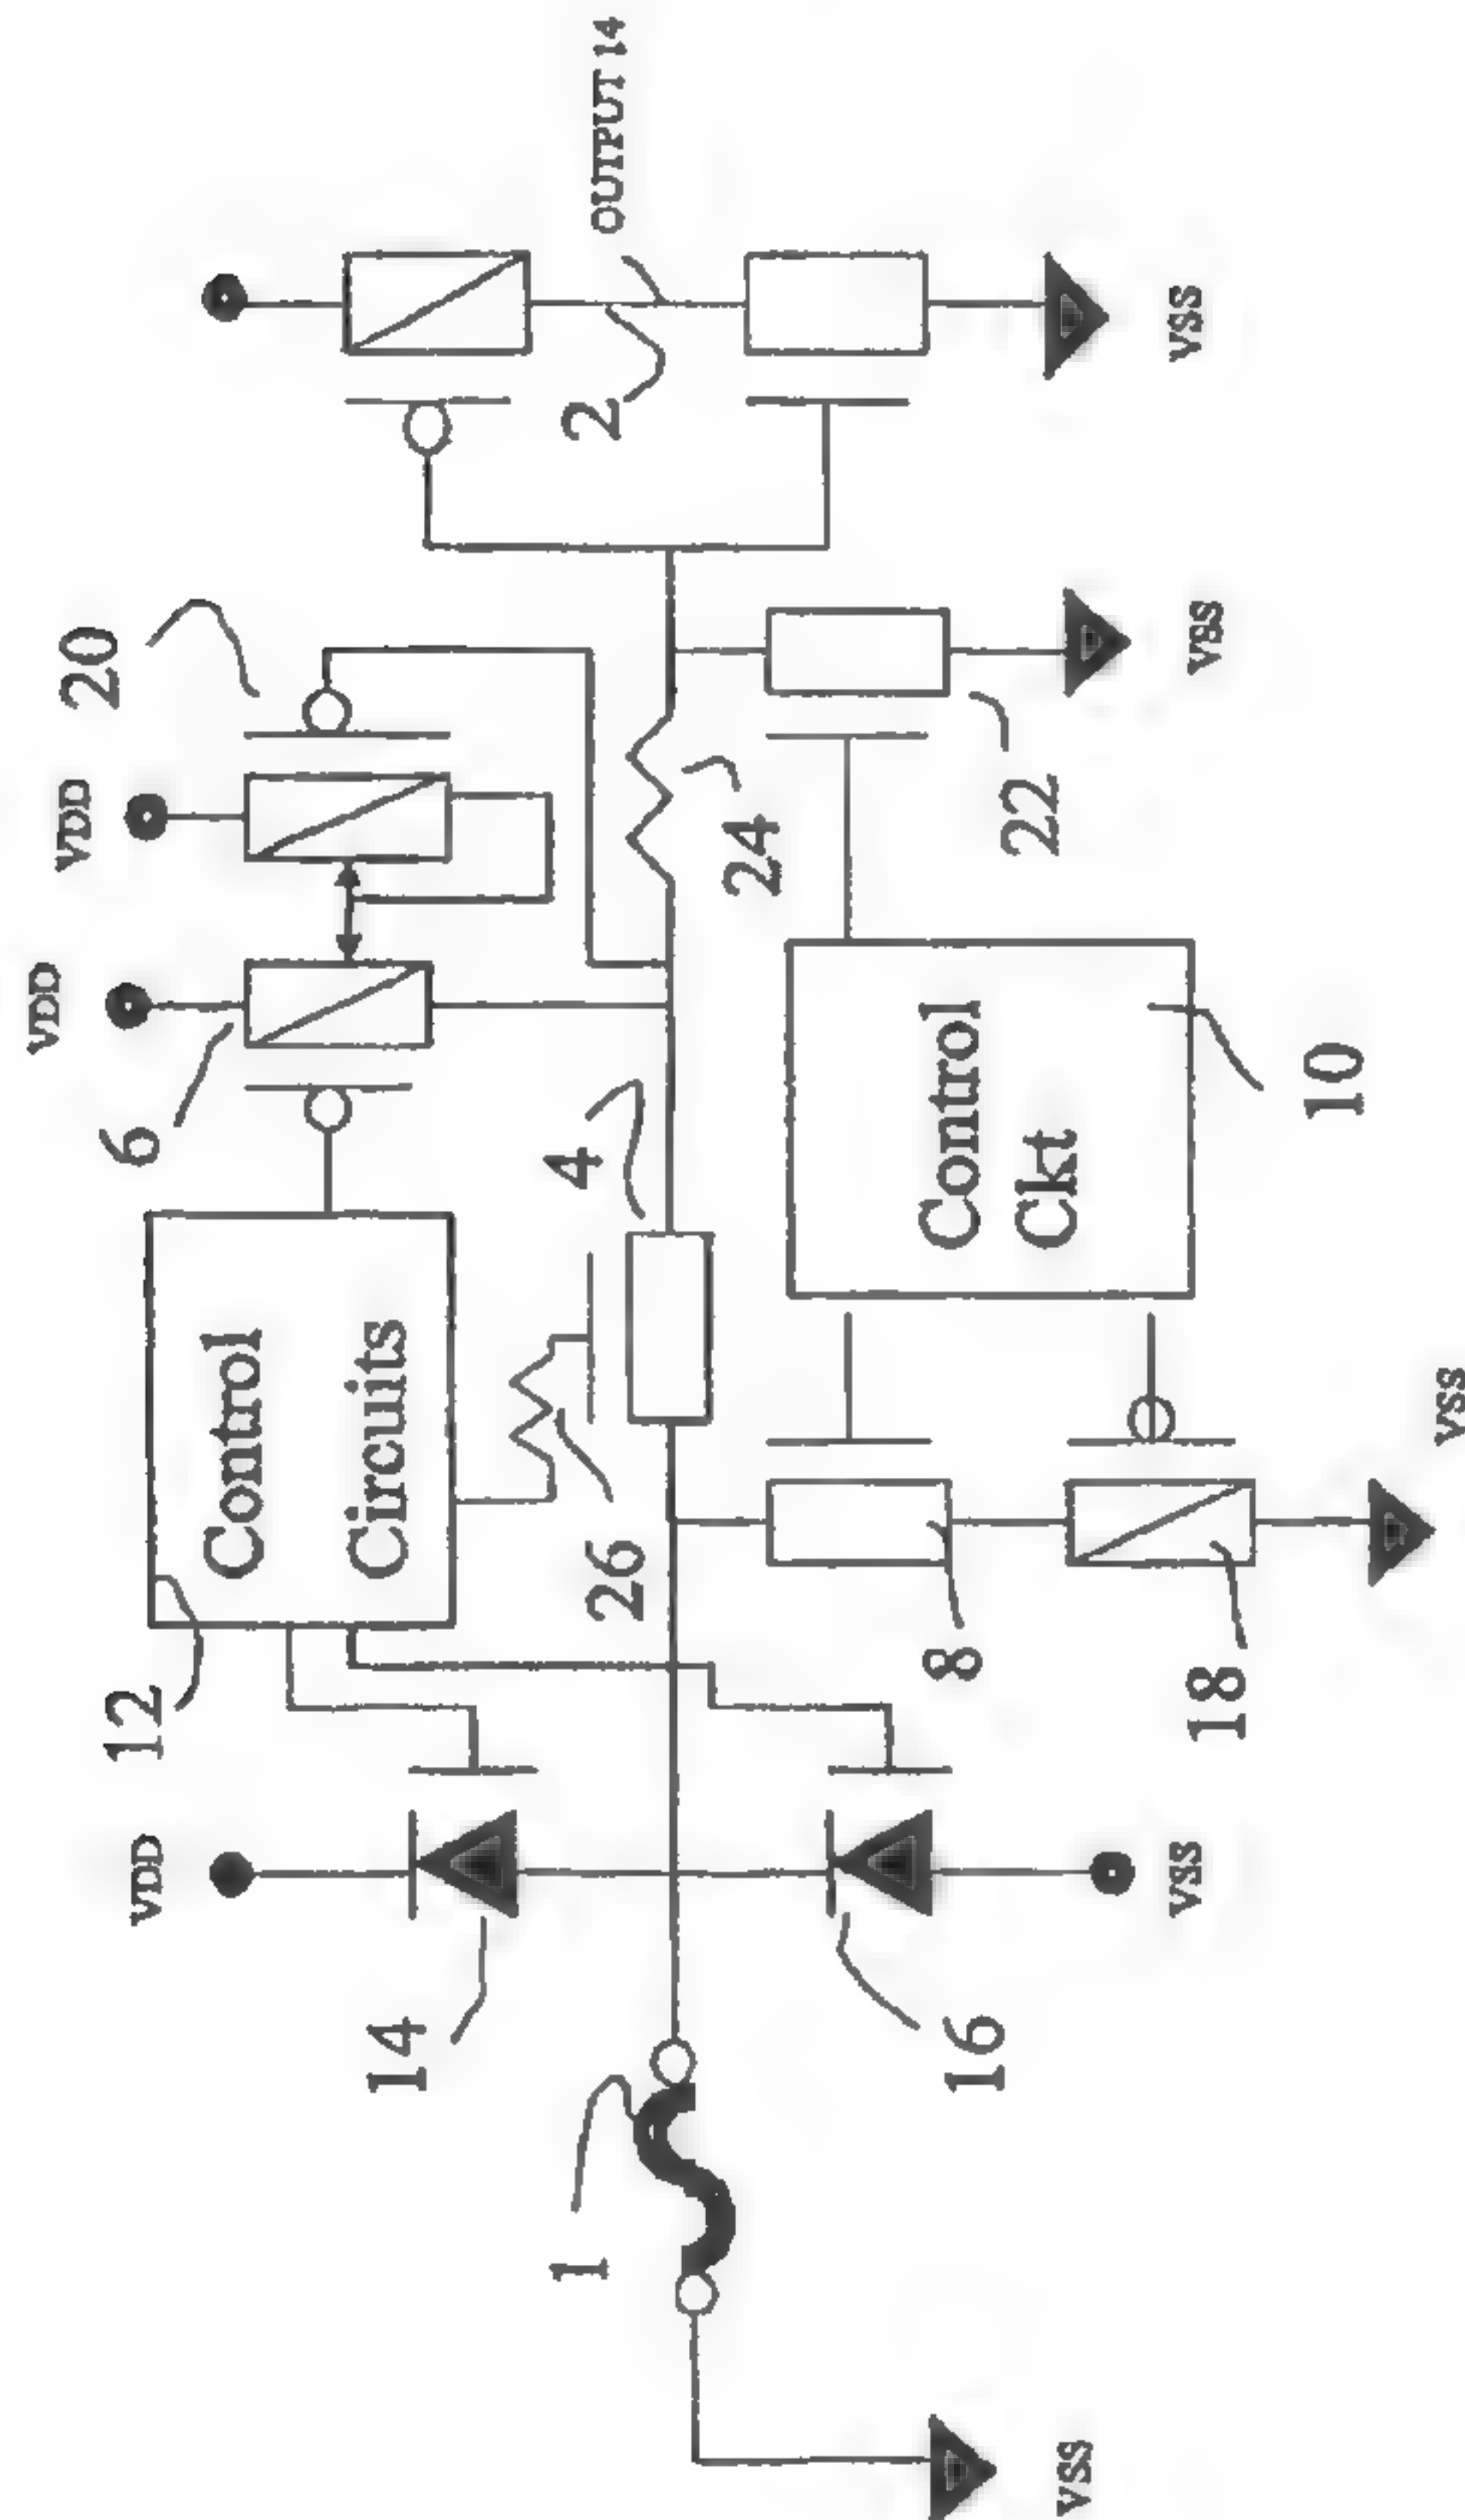 VDD
VDD
20
6
12
VDD
Control
Circuits
14
1
4
2
OUTPUT 14
26
24
8
Control
Ckt
16
22
VSS
VSS
VSS
VSS
18
10
VSS